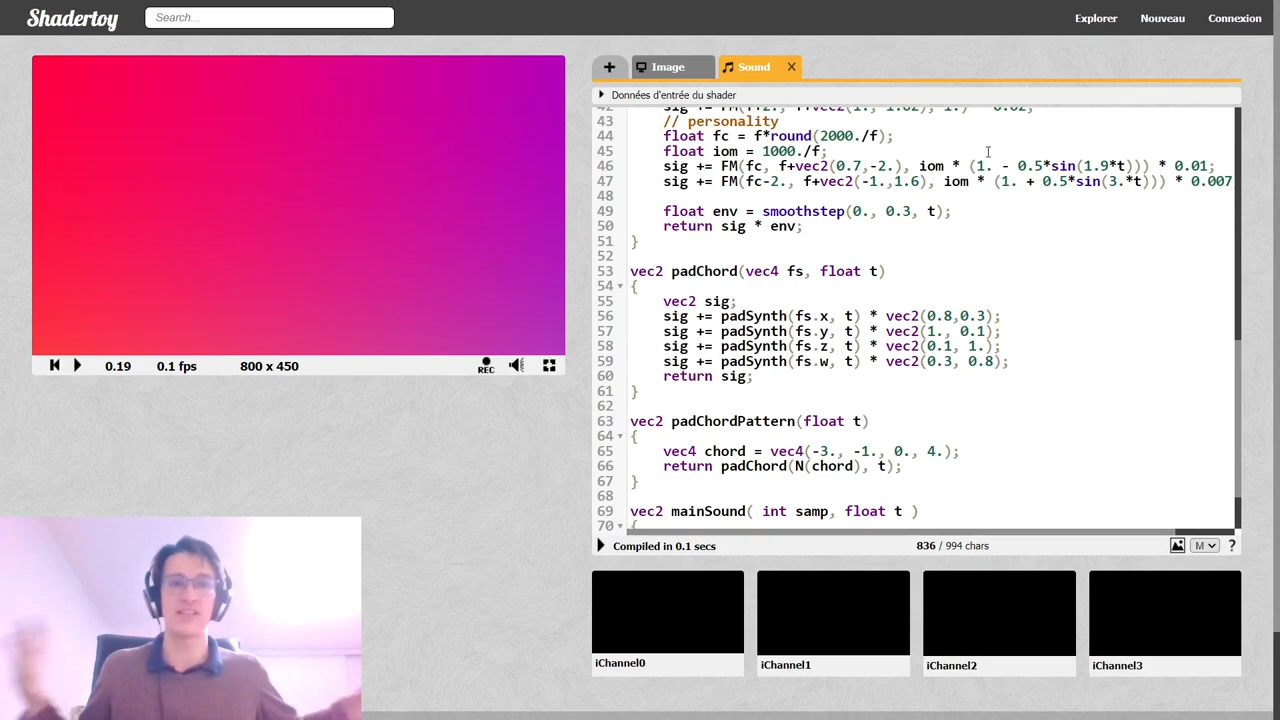 Shadertoy
Search...
Explorer
Nouveau
Connexion
Image
Sound
Données d'entrée du shader
43 // personality
44 float fc = f*round(2000./f);
45 float iom = 1000./f;
46 sig += FM(fc, f+vec2(0.7,-2.), iom * (1. - 0.5*sin(1.9*t))) * 0.01;
47 sig += FM(fc-2., f+vec2(-1.,1.6), iom * (1. + 0.5*sin(3.*t))) * 0.007
48
49 float env = smoothstep(0., 0.3, t);
50 return sig * env;
51 }
52
53 vec2 padChord(vec4 fs, float t)
54 {
55 vec2 sig;
56 sig += padSynth(fs.x, t) * vec2(0.8,0.3);
57 sig += padSynth(fs.y, t) * vec2(1., 0.1);
58 sig += padSynth(fs.z, t) * vec2(0.1, 1.);
59 sig += padSynth(fs.w, t) * vec2(0.3, 0.8);
60 return sig;
61 }
62
63 vec2 padChordPattern(float t)
64 {
65 vec4 chord = vec4(-3., -1., 0., 4.);
66 return padChord(N(chord), t);
67 }
68
69 vec2 mainSound( int samp, float t )
70 {
0.19
0.1 fps
800 x 450
REC
Compiled in 0.1 secs
836 / 994 chars
M
?
iChannel0
iChannel1
iChannel2
iChannel3